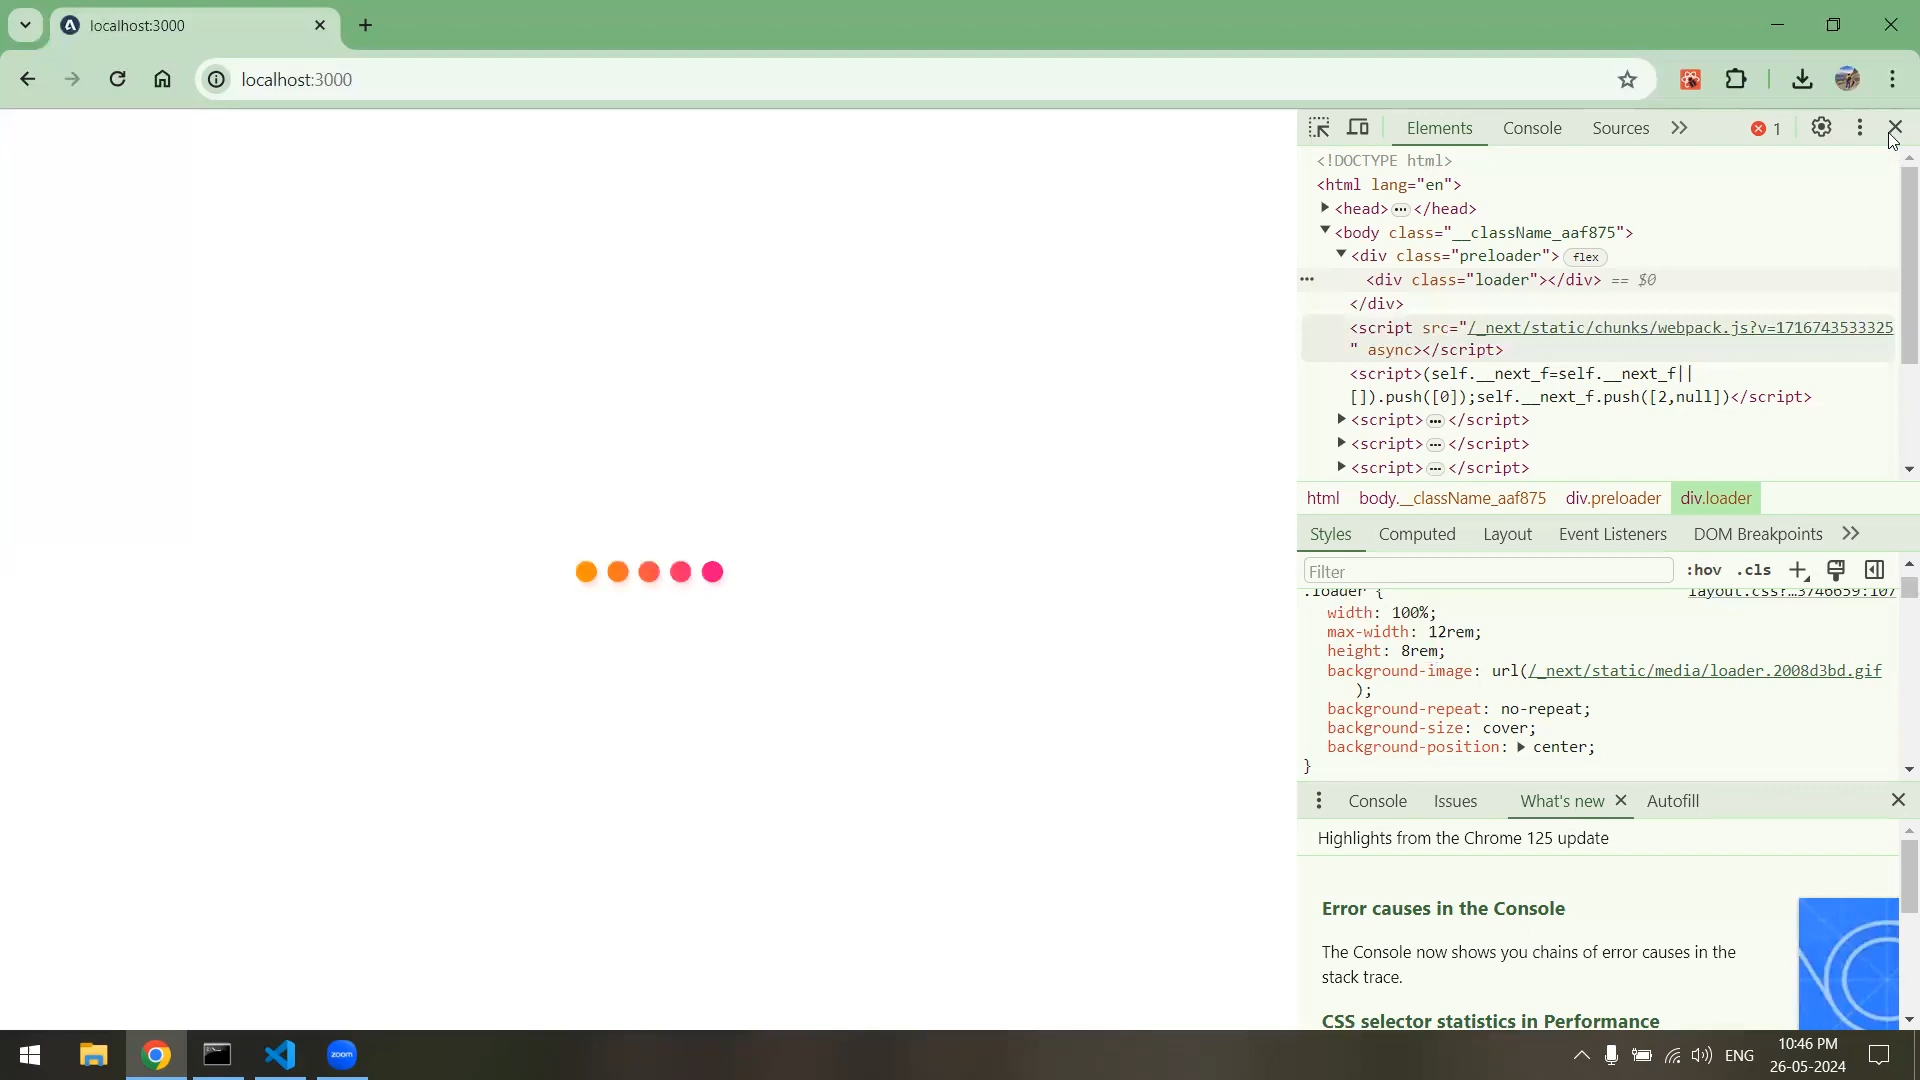 localhost:3000
localhost:3000
Elements Console Sources 1
<!DOCTYPE html>
<html lang="en">
<head> ••• </head>
<body class="__className_aaf875">
<div class="preloader"> flex
••• <div class="loader"></div> == $0
</div>
<script src="/_next/static/chunks/webpack.js?v=1716743533325
" async></script>
<script>(self.__next_f=self.__next_f||
[]).push([0]);self.__next_f.push([2,null])</script>
<script> ••• </script>
<script> ••• </script>
<script> ••• </script>
html body.__className_aaf875 div.preloader div.loader
Styles Computed Layout Event Listeners DOM Breakpoints
Filter :hov .cls
.loader { layout.css?…3746659:107
width: 100%;
max-width: 12rem;
height: 8rem;
background-image: url(/_next/static/media/loader.2008d3bd.gif
);
background-repeat: no-repeat;
background-size: cover;
background-position: center;
}
Console Issues What's new Autofill
Highlights from the Chrome 125 update
Error causes in the Console
The Console now shows you chains of error causes in the
stack trace.
CSS selector statistics in Performance
zoom
ENG
10:46 PM
26-05-2024